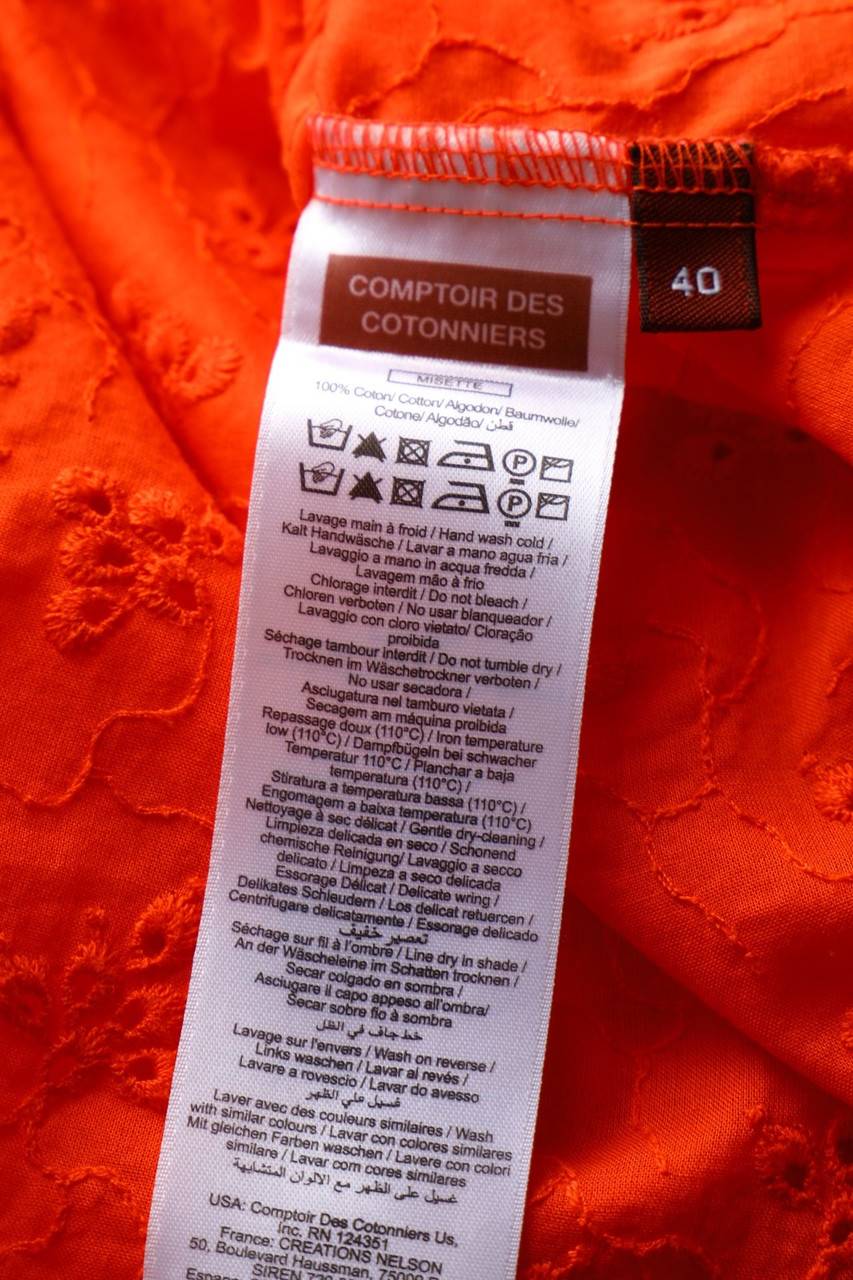 40
COMPTOIR DES
COTONNIERS
MISETTE
100% Coton/ Cotton/ Algodon/ Baumwolle/
Cotone/ Algodão/ قطن
P
P
Lavage main à froid / Hand wash cold /
Kalt Handwäsche / Lavar a mano agua fria /
Lavaggio a mano in acqua fredda /
Lavagem mão à frio
Chlorage interdit / Do not bleach /
Chloren verboten / No usar blanqueador /
Lavaggio con cloro vietato/ Cloração
proibida
Séchage tambour interdit / Do not tumble dry /
Trocknen im Wäschetrockner verboten /
No usar secadora /
Asciugatura nel tamburo vietata /
Secagem am máquina proibida
Repassage doux (110°C) / Iron temperature
low (110°C) / Dampfbügeln bei schwacher
Temperatur 110°C / Planchar a baja
temperatura (110°C) /
Stiratura a temperatura bassa (110°C) /
Engomagem a baixa temperatura (110°C)
Nettoyage à sec délicat / Gentle dry-cleaning /
Limpieza delicada en seco / Schonend
chemische Reinigung/ Lavaggio a secco
delicato / Limpeza a seco delicada
Essorage Délicat / Delicate wring /
Delikates Schleudern / Los delicat retuercen /
Centrifugare delicatamente / Essorage delicado
تعصير خفيف
Séchage sur fil à l'ombre / Line dry in shade /
An der Wäscheleine im Schatten trocknen /
Secar colgado en sombra /
Asciugare il capo appeso all'ombra/
Secar sobre fio à sombra
خط جاف في الظل
Lavage sur l'envers / Wash on reverse /
Links waschen / Lavar al revés /
Lavare a rovescio / Lavar do avesso
غسيل علي الظهر
Laver avec des couleurs similaires / Wash
with similar colours / Lavar con colores similares
Mit gleichen Farben waschen / Lavere con colori
similare / Lavar com cores similares
غسيل على الظهر مع الالوان المتشابهة
USA: Comptoir Des Cotonniers Us,
Inc. RN 124351
France: CREATIONS NELSON
50, Boulevard Haussman, 75009
SIREN